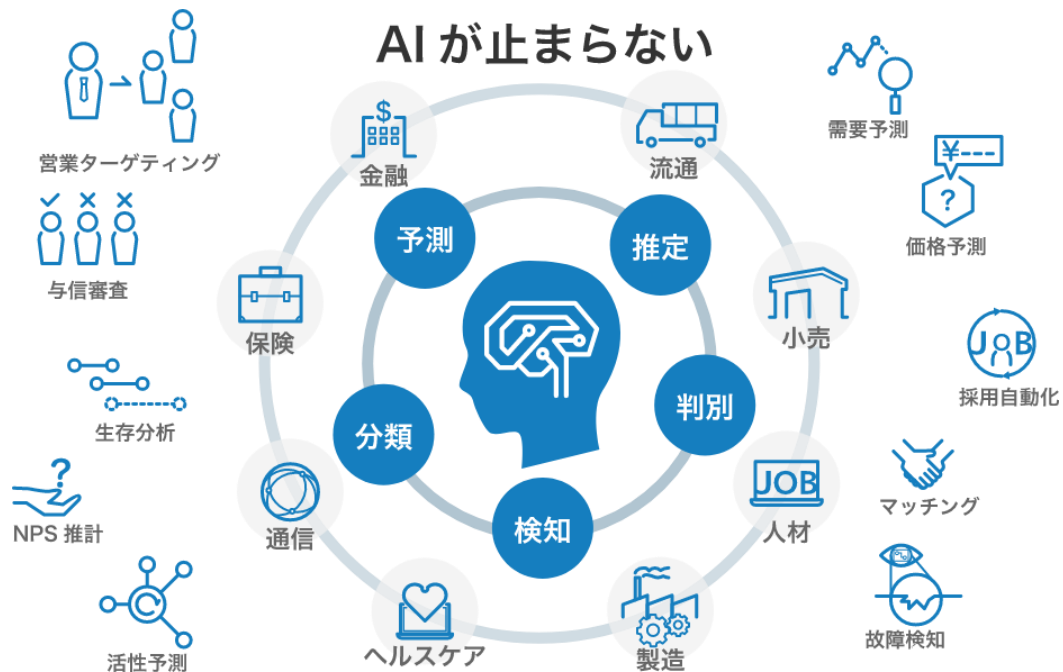 AI が止まらない
営業ターゲティング
与信審査
生存分析
NPS 推計
活性予測
$
金融
流通
保険
小売
通信
JOB
人材
ヘルスケア
製造
予測
推定
分類
判別
検知
需要予測
¥---
?
価格予測
JOB
採用自動化
マッチング
故障検知
?